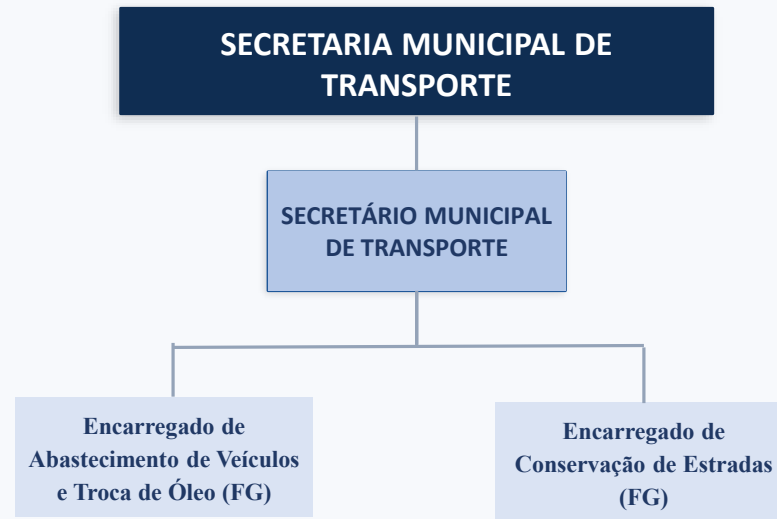 SECRETARIA MUNICIPAL DE
TRANSPORTE
SECRETÁRIO MUNICIPAL
DE TRANSPORTE
Encarregado de
Abastecimento de Veículos
e Troca de Óleo (FG)
Encarregado de
Conservação de Estradas
(FG)